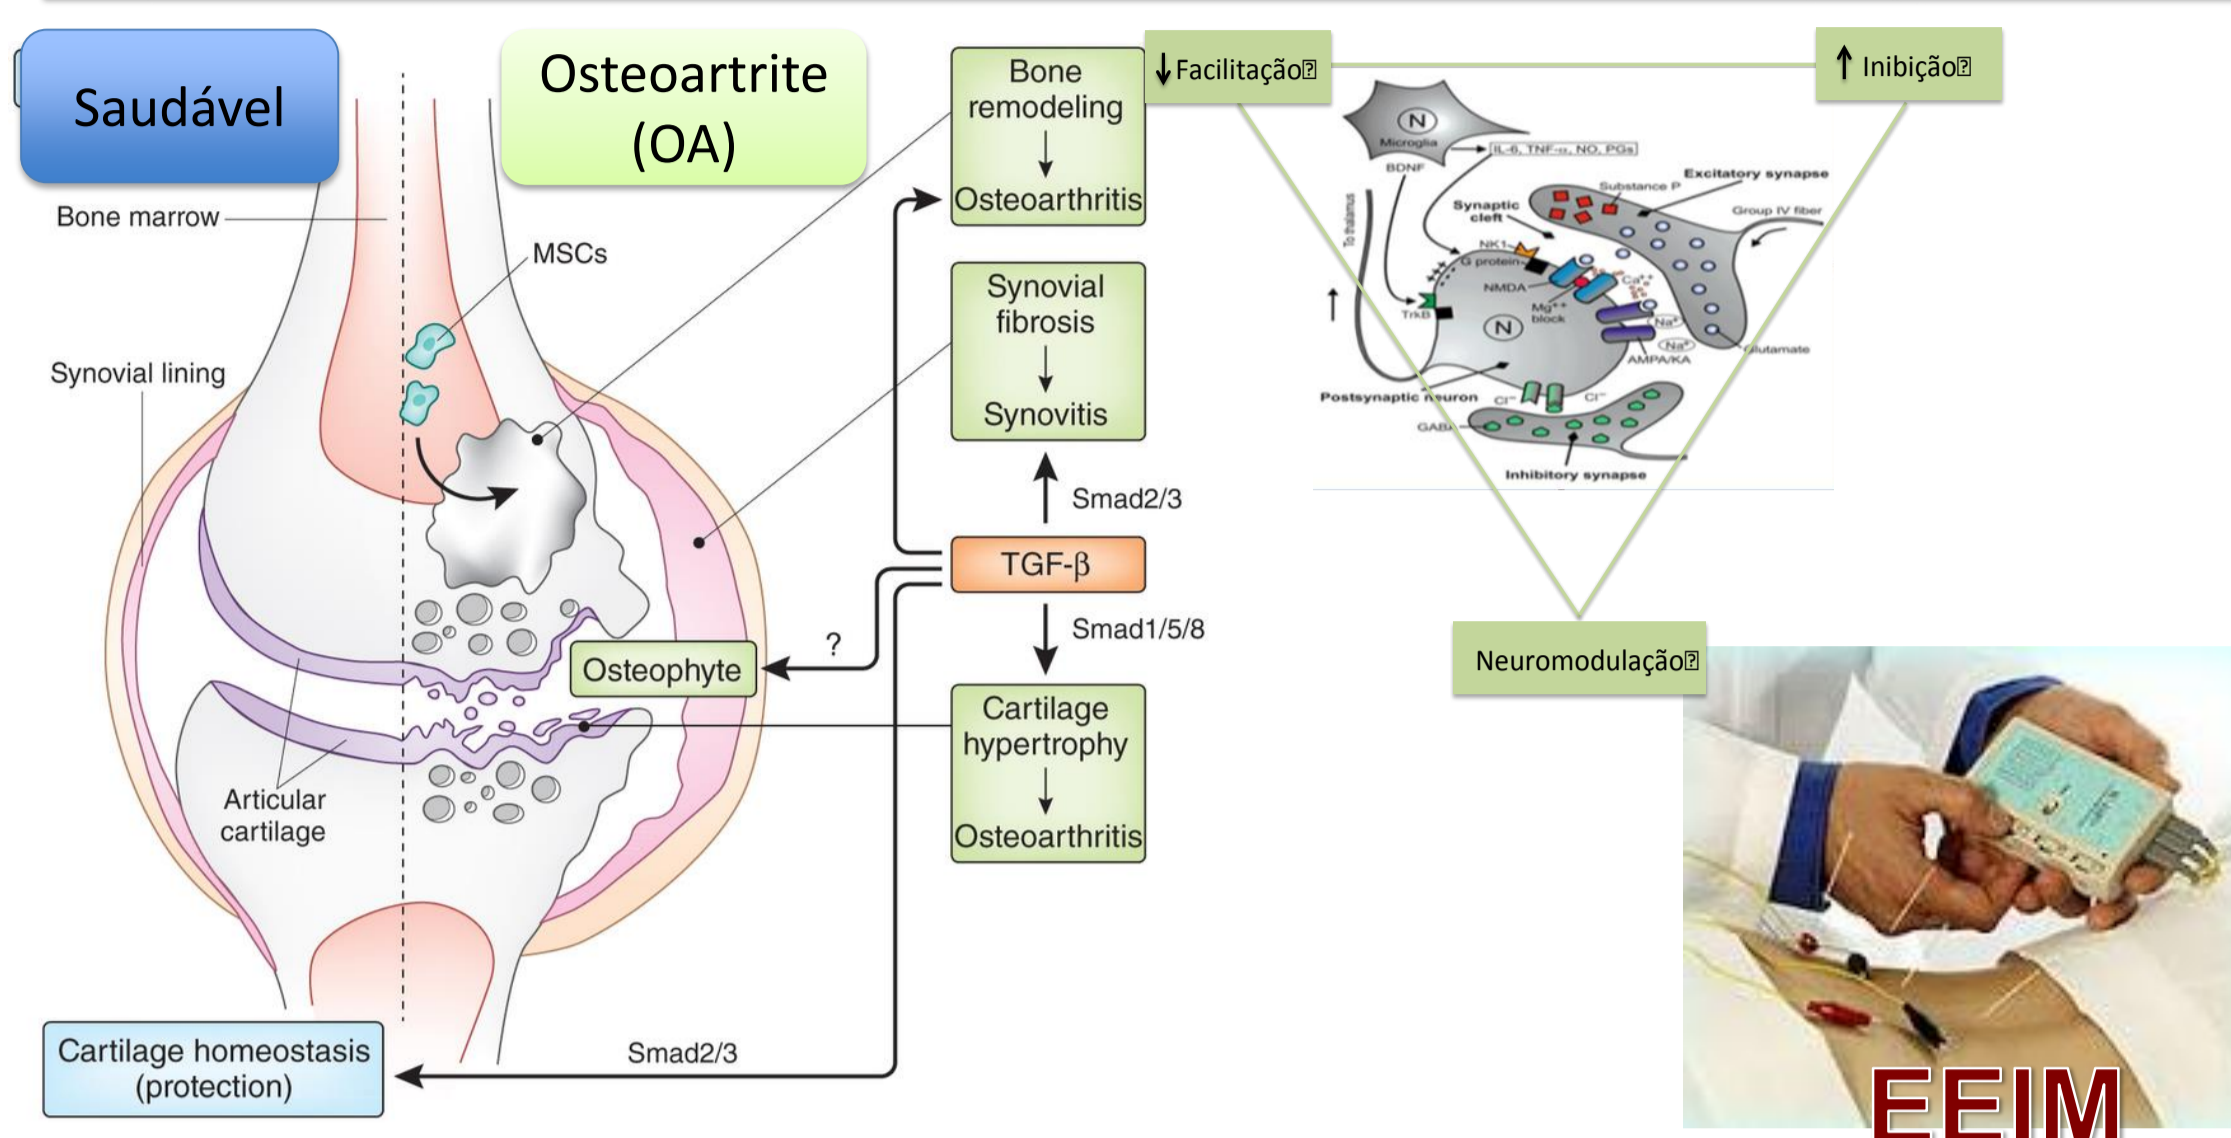 Saudável
Osteoartrite
(OA)
Bone marrow
MSCs
Synovial lining
Articular
cartilage
Osteophyte
Cartilage homeostasis
(protection)
Smad2/3
?
Bone
remodeling
Osteoarthritis
Synovial
fibrosis
Synovitis
Smad2/3
TGF-β
Smad1/5/8
Cartilage
hypertrophy
Osteoarthritis
↓ Facilitação
↑ Inibição
N
Microglia
IL-6, TNF-α, NO, PGs
BDNF
Excitatory synapse
Substance P
Synaptic
cleft
Group IV fiber
To thalamus
NK1
G protein
Ca++
NMDA
Mg++
block
TrkB
N
Na+
Na+
Glutamate
AMPA/KA
Postsynaptic neuron
Cl−
Cl−
GABA
Inhibitory synapse
Neuromodulação
EEIM